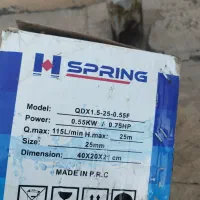 H SPRING
Model: QDX1.5-25-0.55F
Power: 0.55KW / 0.75HP
Q.max: 115L/min H.max: 25m
Size: 25mm
Dimension: 40X20X21 cm
MADE IN P.R.C